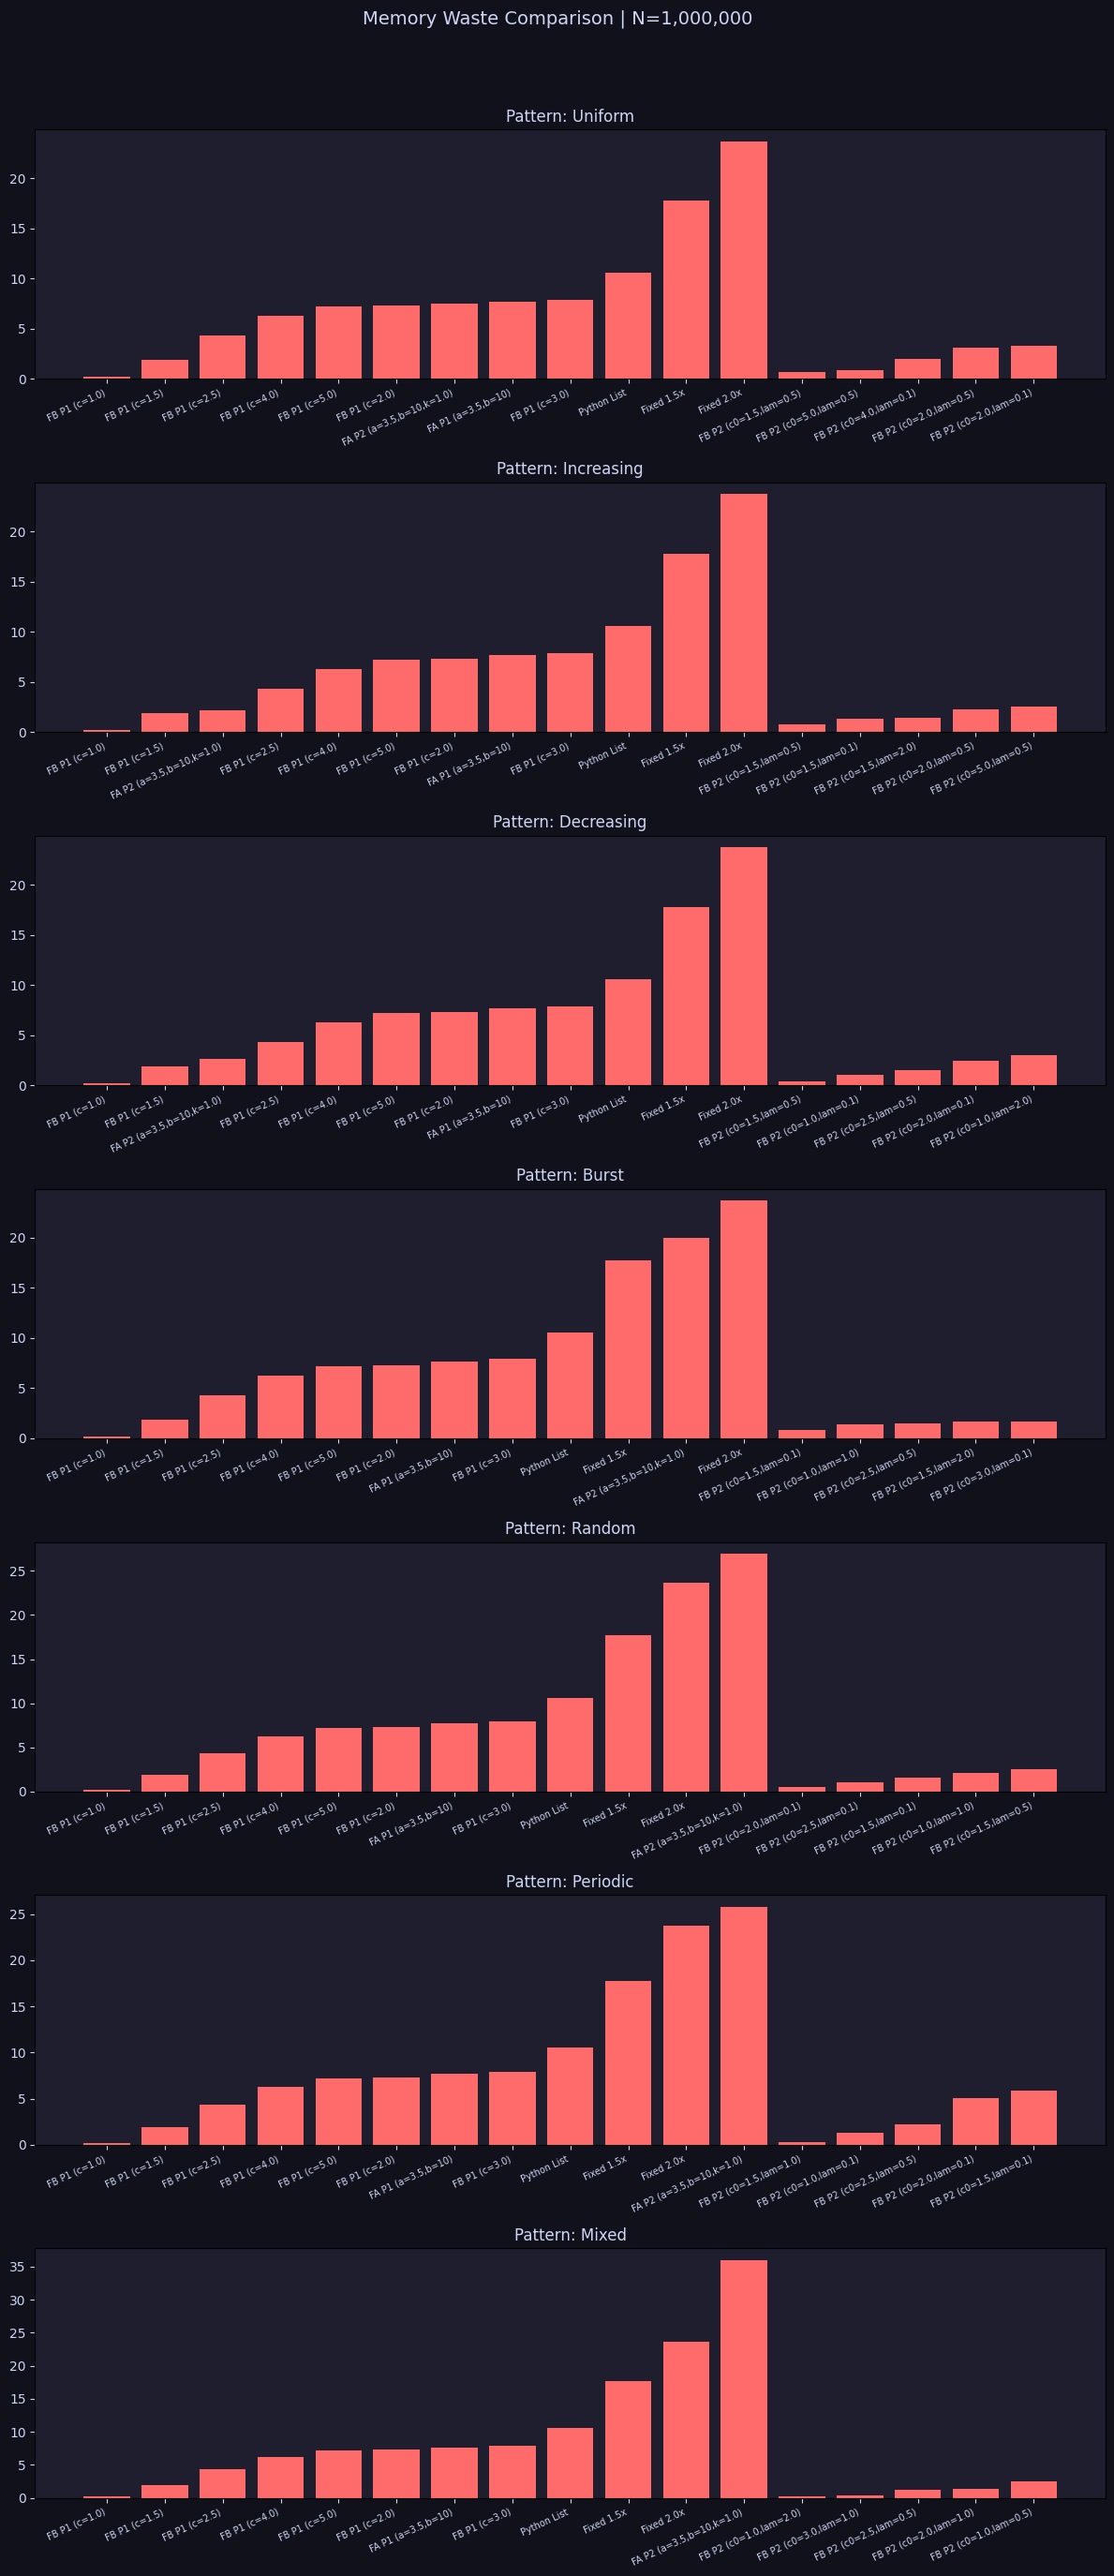 Memory Waste Comparison | N=1,000,000
Pattern: Uniform
20
15
10
5
0
FB P1 (c=1.0)
FB P1 (c=1.5)
FB P1 (c=2.5)
FB P1 (c=4.0)
FB P1 (c=5.0)
FB P1 (c=2.0)
FA P2 (a=3.5,b=10,k=1.0)
FA P1 (a=3.5,b=10)
FB P1 (c=3.0)
Python List
Fixed 1.5x
Fixed 2.0x
FB P2 (c0=1.5,lam=0.5)
FB P2 (c0=5.0,lam=0.5)
FB P2 (c0=4.0,lam=0.1)
FB P2 (c0=2.0,lam=0.5)
FB P2 (c0=2.0,lam=0.1)
Pattern: Increasing
20
15
10
5
0
FB P1 (c=1.0)
FB P1 (c=1.5)
FA P2 (a=3.5,b=10,k=1.0)
FB P1 (c=2.5)
FB P1 (c=4.0)
FB P1 (c=5.0)
FB P1 (c=2.0)
FA P1 (a=3.5,b=10)
FB P1 (c=3.0)
Python List
Fixed 1.5x
Fixed 2.0x
FB P2 (c0=1.5,lam=0.5)
FB P2 (c0=1.5,lam=0.1)
FB P2 (c0=1.5,lam=2.0)
FB P2 (c0=2.0,lam=0.5)
FB P2 (c0=5.0,lam=0.5)
Pattern: Decreasing
20
15
10
5
0
FB P1 (c=1.0)
FB P1 (c=1.5)
FA P2 (a=3.5,b=10,k=1.0)
FB P1 (c=2.5)
FB P1 (c=4.0)
FB P1 (c=5.0)
FB P1 (c=2.0)
FA P1 (a=3.5,b=10)
FB P1 (c=3.0)
Python List
Fixed 1.5x
Fixed 2.0x
FB P2 (c0=1.5,lam=0.5)
FB P2 (c0=1.0,lam=0.1)
FB P2 (c0=2.5,lam=0.5)
FB P2 (c0=2.0,lam=0.1)
FB P2 (c0=1.0,lam=2.0)
Pattern: Burst
20
15
10
5
0
FB P1 (c=1.0)
FB P1 (c=1.5)
FB P1 (c=2.5)
FB P1 (c=4.0)
FB P1 (c=5.0)
FB P1 (c=2.0)
FA P1 (a=3.5,b=10)
FB P1 (c=3.0)
Python List
Fixed 1.5x
FA P2 (a=3.5,b=10,k=1.0)
Fixed 2.0x
FB P2 (c0=1.5,lam=0.1)
FB P2 (c0=1.0,lam=1.0)
FB P2 (c0=2.5,lam=0.5)
FB P2 (c0=1.5,lam=2.0)
FB P2 (c0=3.0,lam=0.1)
Pattern: Random
25
20
15
10
5
0
FB P1 (c=1.0)
FB P1 (c=1.5)
FB P1 (c=2.5)
FB P1 (c=4.0)
FB P1 (c=5.0)
FB P1 (c=2.0)
FA P1 (a=3.5,b=10)
FB P1 (c=3.0)
Python List
Fixed 1.5x
Fixed 2.0x
FA P2 (a=3.5,b=10,k=1.0)
FB P2 (c0=2.0,lam=0.1)
FB P2 (c0=2.5,lam=0.1)
FB P2 (c0=1.5,lam=0.1)
FB P2 (c0=1.0,lam=1.0)
FB P2 (c0=1.5,lam=0.5)
Pattern: Periodic
25
20
15
10
5
0
FB P1 (c=1.0)
FB P1 (c=1.5)
FB P1 (c=2.5)
FB P1 (c=4.0)
FB P1 (c=5.0)
FB P1 (c=2.0)
FA P1 (a=3.5,b=10)
FB P1 (c=3.0)
Python List
Fixed 1.5x
Fixed 2.0x
FA P2 (a=3.5,b=10,k=1.0)
FB P2 (c0=1.5,lam=1.0)
FB P2 (c0=1.0,lam=0.1)
FB P2 (c0=2.5,lam=0.5)
FB P2 (c0=2.0,lam=0.1)
FB P2 (c0=1.5,lam=0.1)
Pattern: Mixed
35
30
25
20
15
10
5
0
FB P1 (c=1.0)
FB P1 (c=1.5)
FB P1 (c=2.5)
FB P1 (c=4.0)
FB P1 (c=5.0)
FB P1 (c=2.0)
FA P1 (a=3.5,b=10)
FB P1 (c=3.0)
Python List
Fixed 1.5x
Fixed 2.0x
FA P2 (a=3.5,b=10,k=1.0)
FB P2 (c0=1.0,lam=2.0)
FB P2 (c0=3.0,lam=1.0)
FB P2 (c0=2.5,lam=0.5)
FB P2 (c0=2.0,lam=1.0)
FB P2 (c0=1.0,lam=0.5)